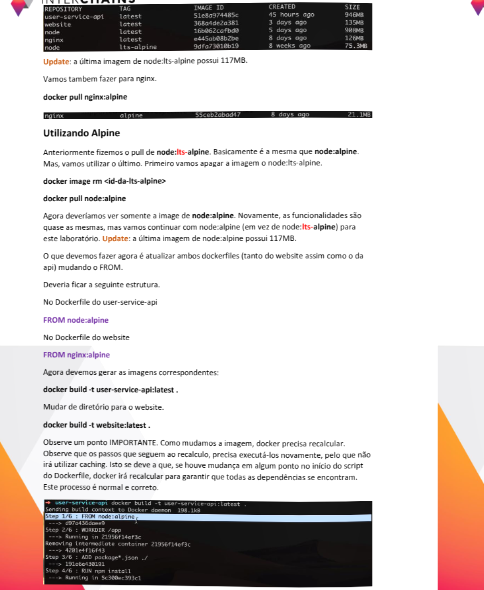 INTERCHAINS
REPOSITORY TAG IMAGE ID CREATED SIZE
user-service-api latest 51e8d974485c 45 hours ago 946MB
website latest 368a4de2a381 3 days ago 135MB
node latest 16b062cafbd0 5 days ago 908MB
nginx latest e445ab08b2be 8 days ago 126MB
node lts-alpine 9dfa73010b19 8 weeks ago 75.3MB
Update: a última imagem de node:lts-alpine possui 117MB.
Vamos tambem fazer para nginx.
docker pull nginx:alpine
nginx alpine 55ceb2abad47 8 days ago 21.1MB
Utilizando Alpine
Anteriormente fizemos o pull de node:lts-alpine. Basicamente é a mesma que node:alpine.
Mas, vamos utilizar o último. Primeiro vamos apagar a imagem o node:lts-alpine.
docker image rm <id-da-lts-alpine>
docker pull node:alpine
Agora deveríamos ver somente a image de node:alpine. Novamente, as funcionalidades são
quase as mesmas, mas vamos continuar com node:alpine (em vez de node:lts-alpine) para
este laboratório. Update: a última imagem de node:alpine possui 117MB.
O que devemos fazer agora é atualizar ambos dockerfiles (tanto do website assim como o da
api) mudando o FROM.
Deveria ficar a seguinte estrutura.
No Dockerfile do user-service-api
FROM node:alpine
No Dockerfile do website
FROM nginx:alpine
Agora devemos gerar as imagens correspondentes:
docker build -t user-service-api:latest .
Mudar de diretório para o website.
docker build -t website:latest .
Observe um ponto IMPORTANTE. Como mudamos a imagem, docker precisa recalcular.
Observe que os passos que seguem ao recalculo, precisa executá-los novamente, pelo que não
irá utilizar caching. Isto se deve a que, se houve mudança em algum ponto no início do script
do Dockerfile, docker irá recalcular para garantir que todas as dependências se encontram.
Este processo é normal e correto.
user-service-api docker build -t user-service-api:latest .
Sending build context to Docker daemon 198.1kB
Step 1/6 : FROM node:alpine
---> d97a436daee9
Step 2/6 : WORKDIR /app
---> Running in 21956f14ef3c
Removing intermediate container 21956f14ef3c
---> 4201e4f16f43
Step 3/6 : ADD package*.json ./
---> 191a6a430191
Step 4/6 : RUN npm install
---> Running in 5c300ec393c1